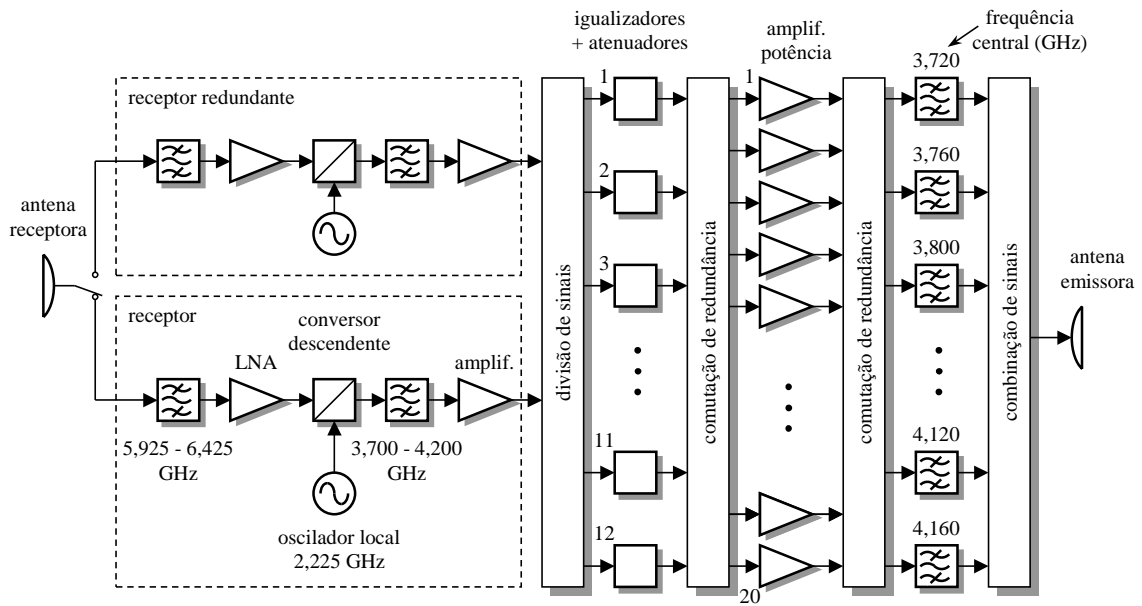 igualizadores
+ atenuadores
amplif.
potência
frequência
central (GHz)
receptor redundante
antena
receptora
receptor
LNA
conversor
descendente
amplif.
5,925 - 6,425
GHz
3,700 - 4,200
GHz
oscilador local
2,225 GHz
divisão de sinais
1
2
3
11
12
comutação de redundância
1
20
comutação de redundância
3,720
3,760
3,800
4,120
4,160
combinação de sinais
antena
emissora